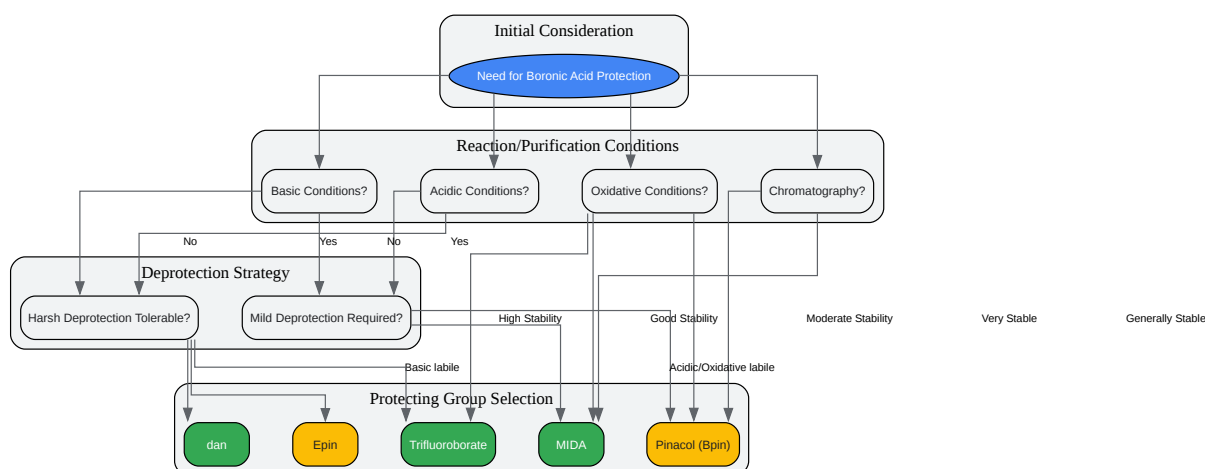 Initial Consideration
Need for Boronic Acid Protection
Reaction/Purification Conditions
Basic Conditions?
Acidic Conditions?
Oxidative Conditions?
Chromatography?
No
Yes
No
Yes
Deprotection Strategy
Harsh Deprotection Tolerable?
Mild Deprotection Required?
High Stability
Good Stability
Moderate Stability
Very Stable
Generally Stable
Basic labile
Acidic/Oxidative labile
Protecting Group Selection
dan
Epin
Trifluoroborate
MIDA
Pinacol (Bpin)